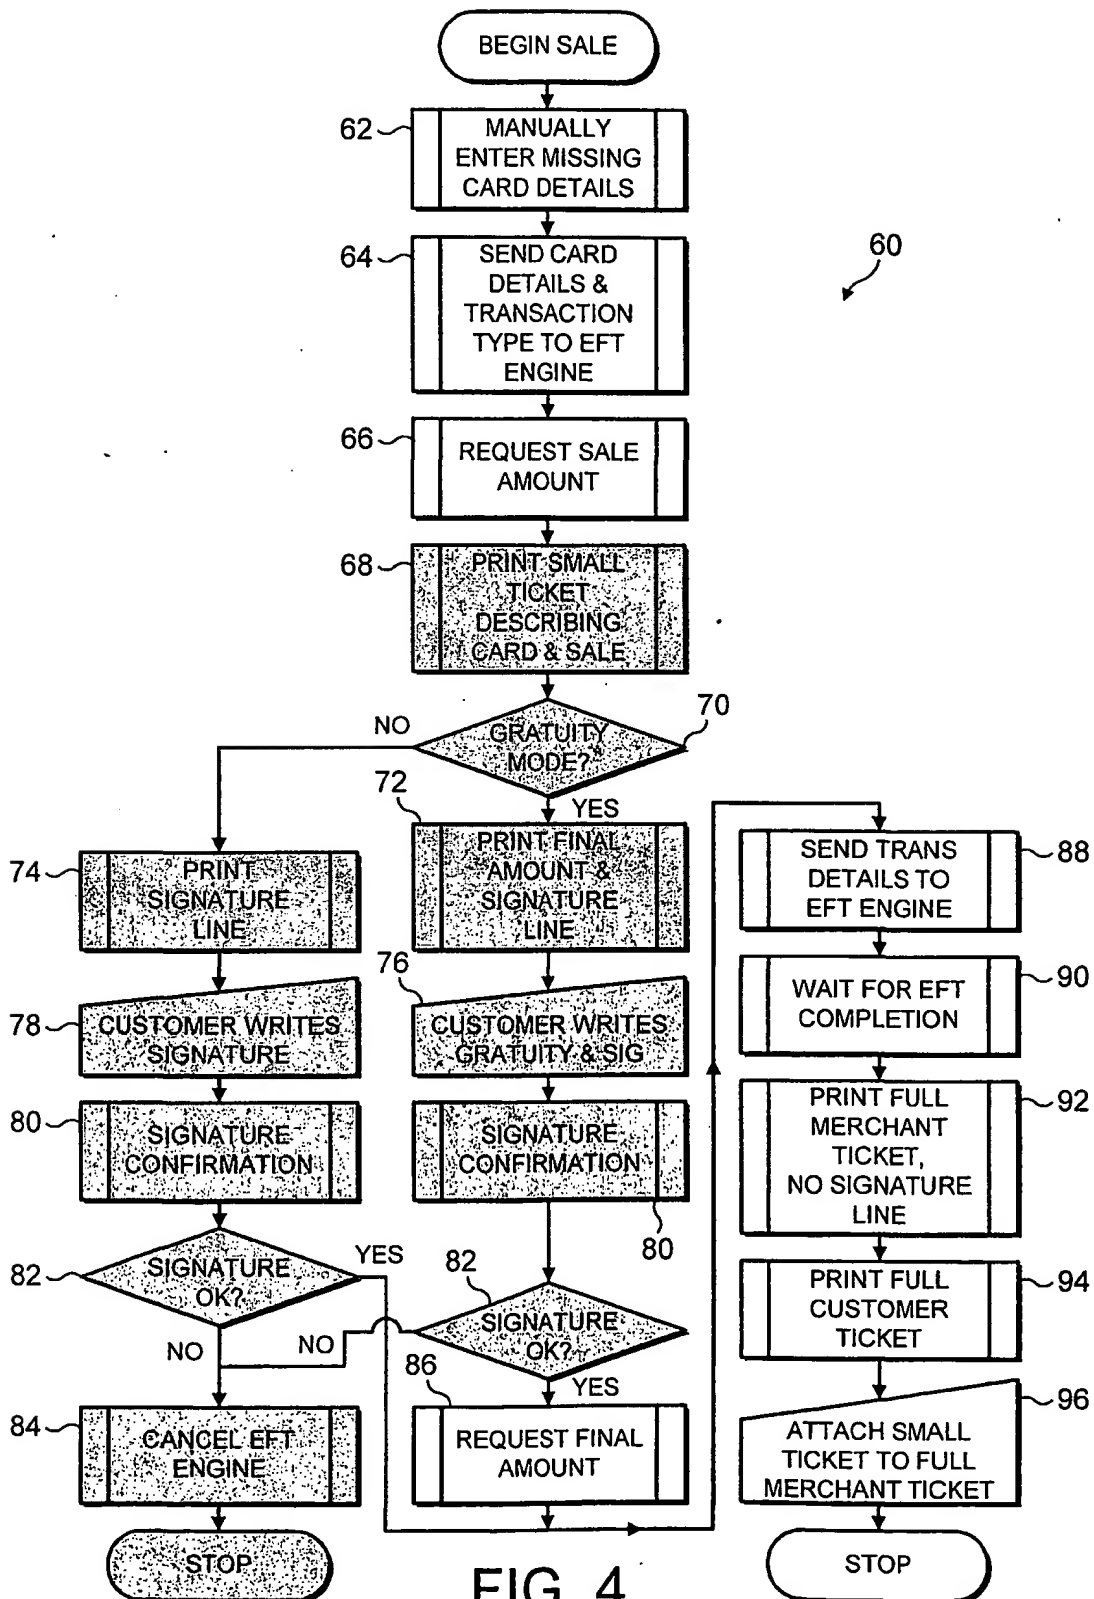 BEGIN SALE
62
MANUALLY
ENTER MISSING
CARD DETAILS
64
SEND CARD
DETAILS &
TRANSACTION
TYPE TO EFT
ENGINE
60
66
REQUEST SALE
AMOUNT
68
PRINT SMALL
TICKET
DESCRIBING
CARD & SALE
NO
GRATUITY
MODE?
70
YES
74
PRINT
SIGNATURE
LINE
72
PRINT FINAL
AMOUNT &
SIGNATURE
LINE
78
CUSTOMER WRITES
SIGNATURE
76
CUSTOMER WRITES
GRATUITY & SIG
80
SIGNATURE
CONFIRMATION
SIGNATURE
CONFIRMATION
80
82
SIGNATURE
OK?
YES
NO
82
SIGNATURE
OK?
NO
YES
84
CANCEL EFT
ENGINE
86
REQUEST FINAL
AMOUNT
STOP
88
SEND TRANS
DETAILS TO
EFT ENGINE
90
WAIT FOR EFT
COMPLETION
92
PRINT FULL
MERCHANT
TICKET,
NO SIGNATURE
LINE
94
PRINT FULL
CUSTOMER
TICKET
96
ATTACH SMALL
TICKET TO FULL
MERCHANT TICKET
STOP
FIG. 4